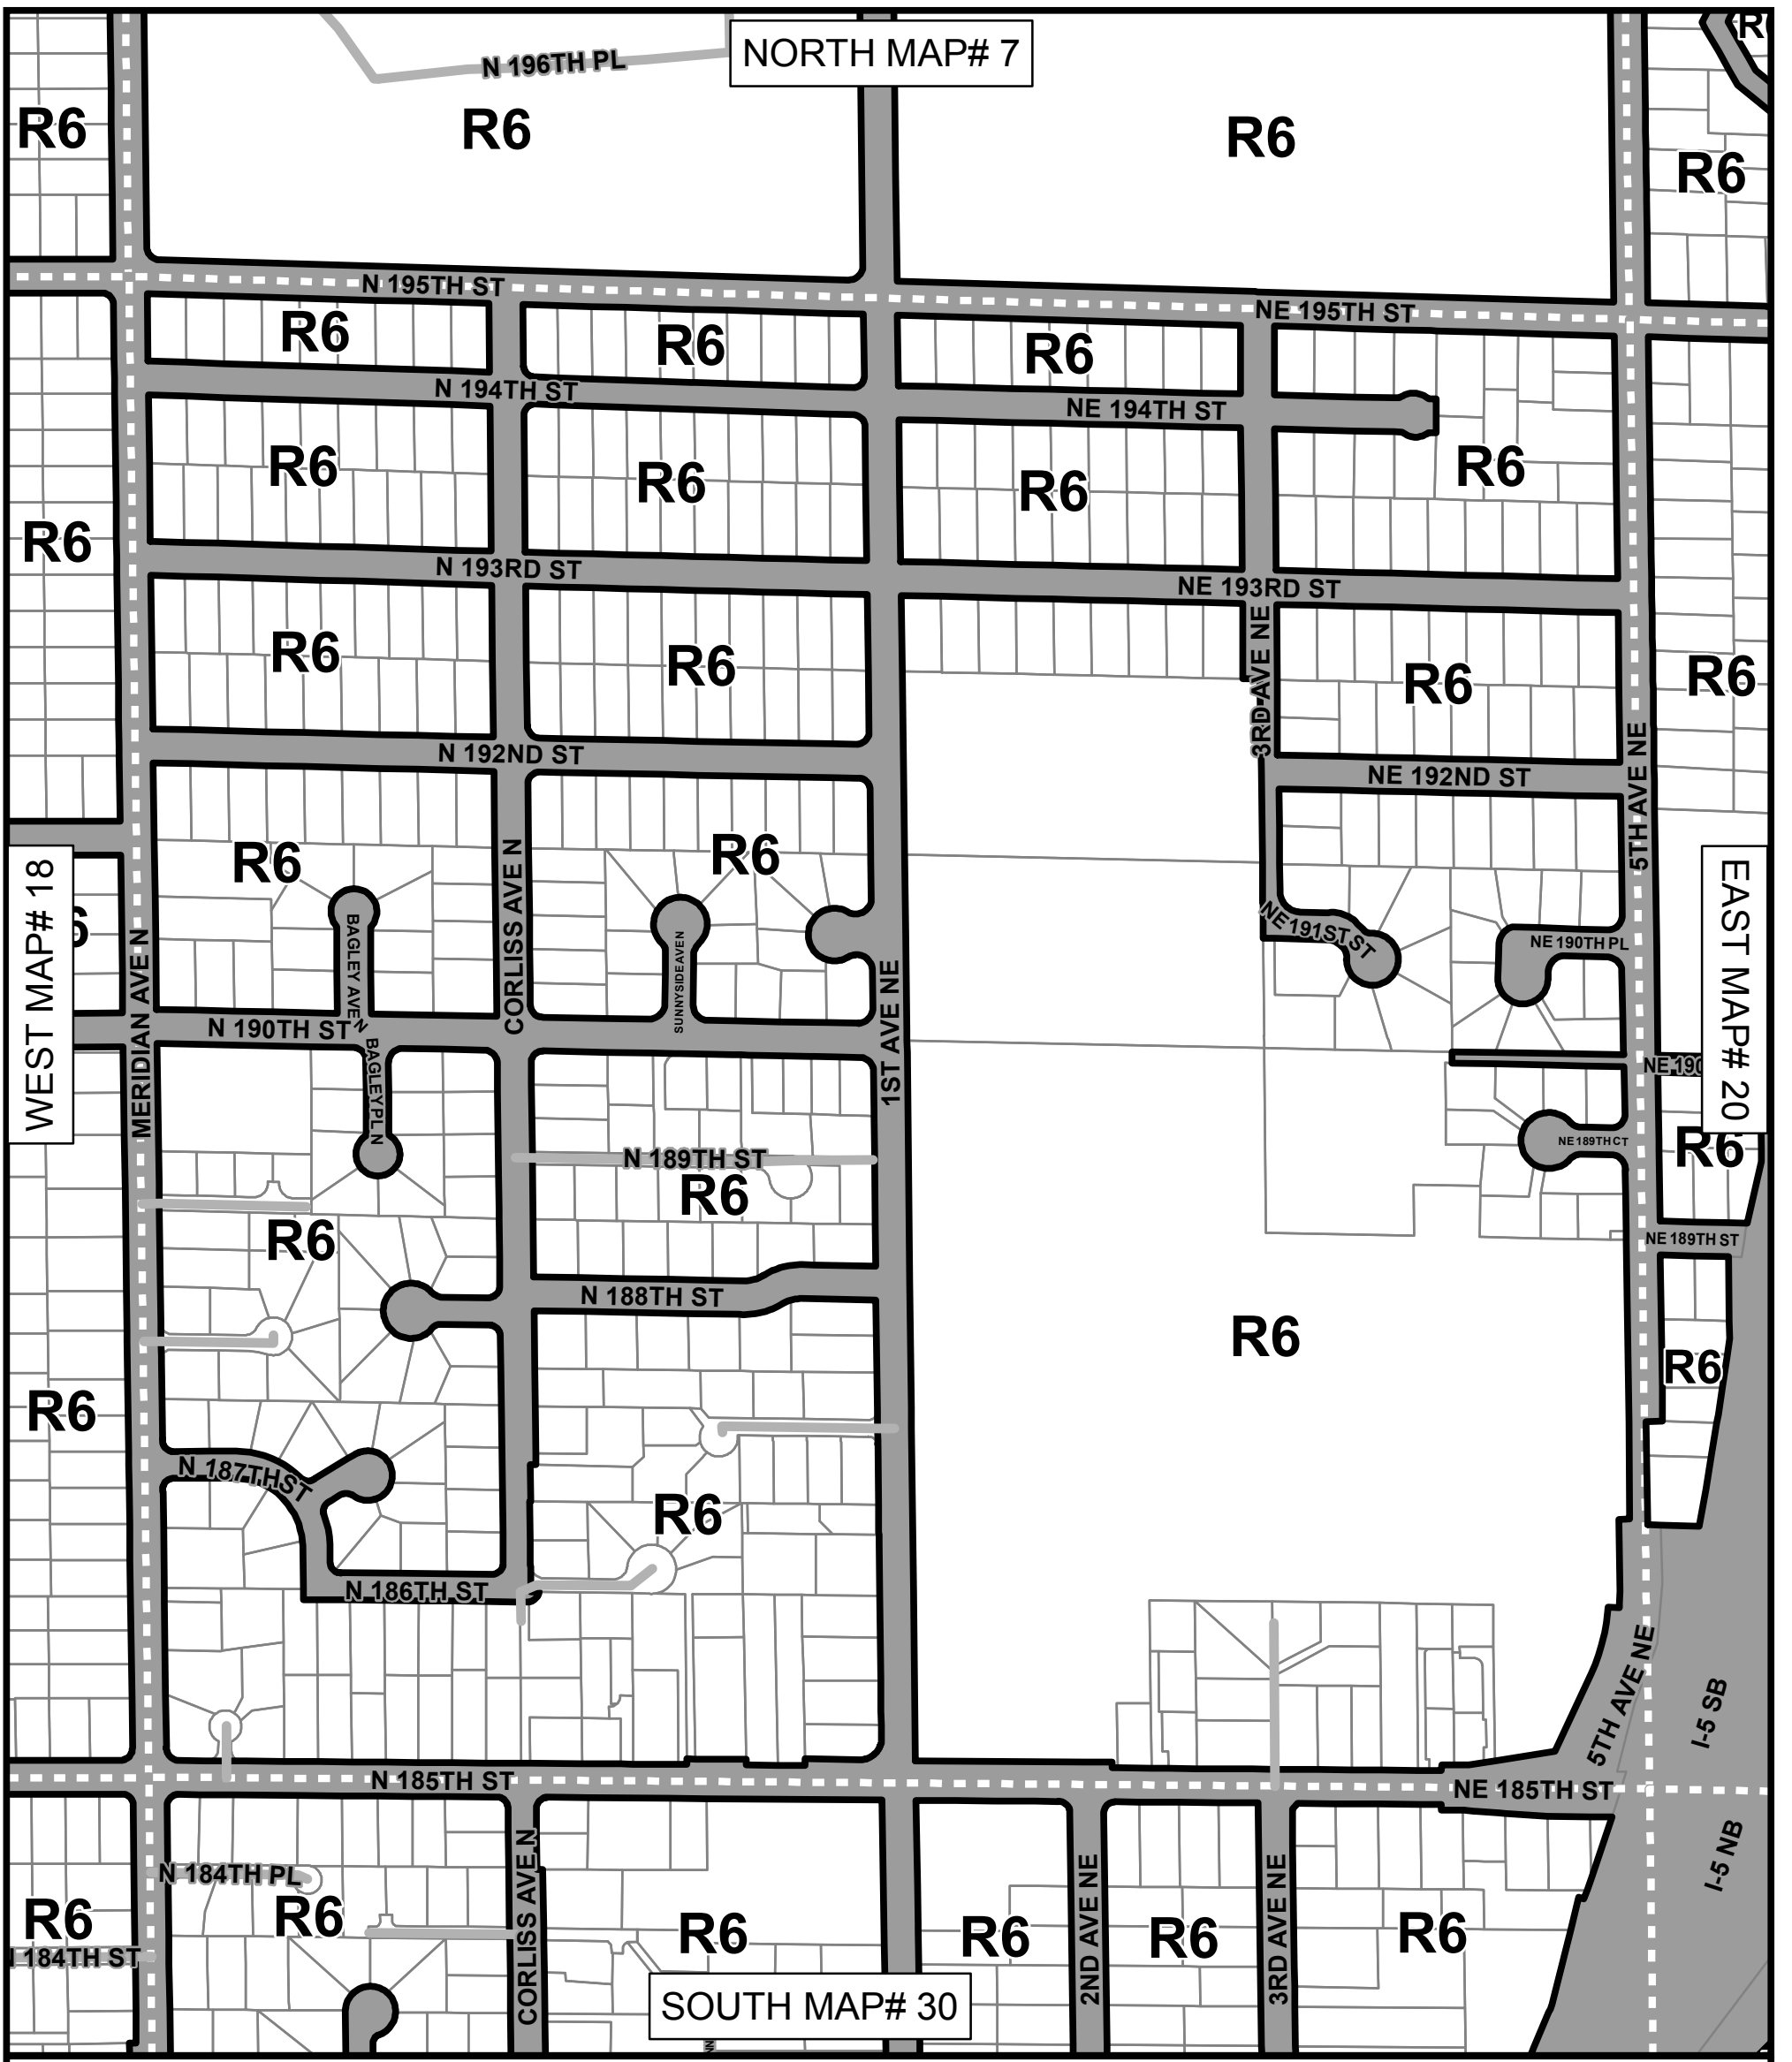 R6
N 196TH PL
NORTH MAP# 7
R6
R6
R6
R6
N 195TH ST
NE 195TH ST
R6
R6
R6
N 194TH ST
NE 194TH ST
R6
R6
R6
R6
R6
N 193RD ST
NE 193RD ST
3RD AVE NE
R6
R6
R6
R6
N 192ND ST
NE 192ND ST
5TH AVE NE
R6
R6
WEST MAP# 18
EAST MAP# 20
MERIDIAN AVE N
BAGLEY AVE N
CORLISS AVE N
SUNNYSIDE AVE N
1ST AVE NE
NE 191ST ST
NE 190TH PL
N 190TH ST
BAGLEY PL N
NE 190
NE 189TH CT
R6
N 189TH ST
R6
R6
NE 189TH ST
N 188TH ST
R6
R6
R6
N 187TH ST
R6
N 186TH ST
5TH AVE NE
I-5 SB
N 185TH ST
NE 185TH ST
I-5 NB
N 184TH PL
CORLISS AVE N
2ND AVE NE
3RD AVE NE
R6
R6
R6
R6
R6
R6
N 184TH ST
SOUTH MAP# 30